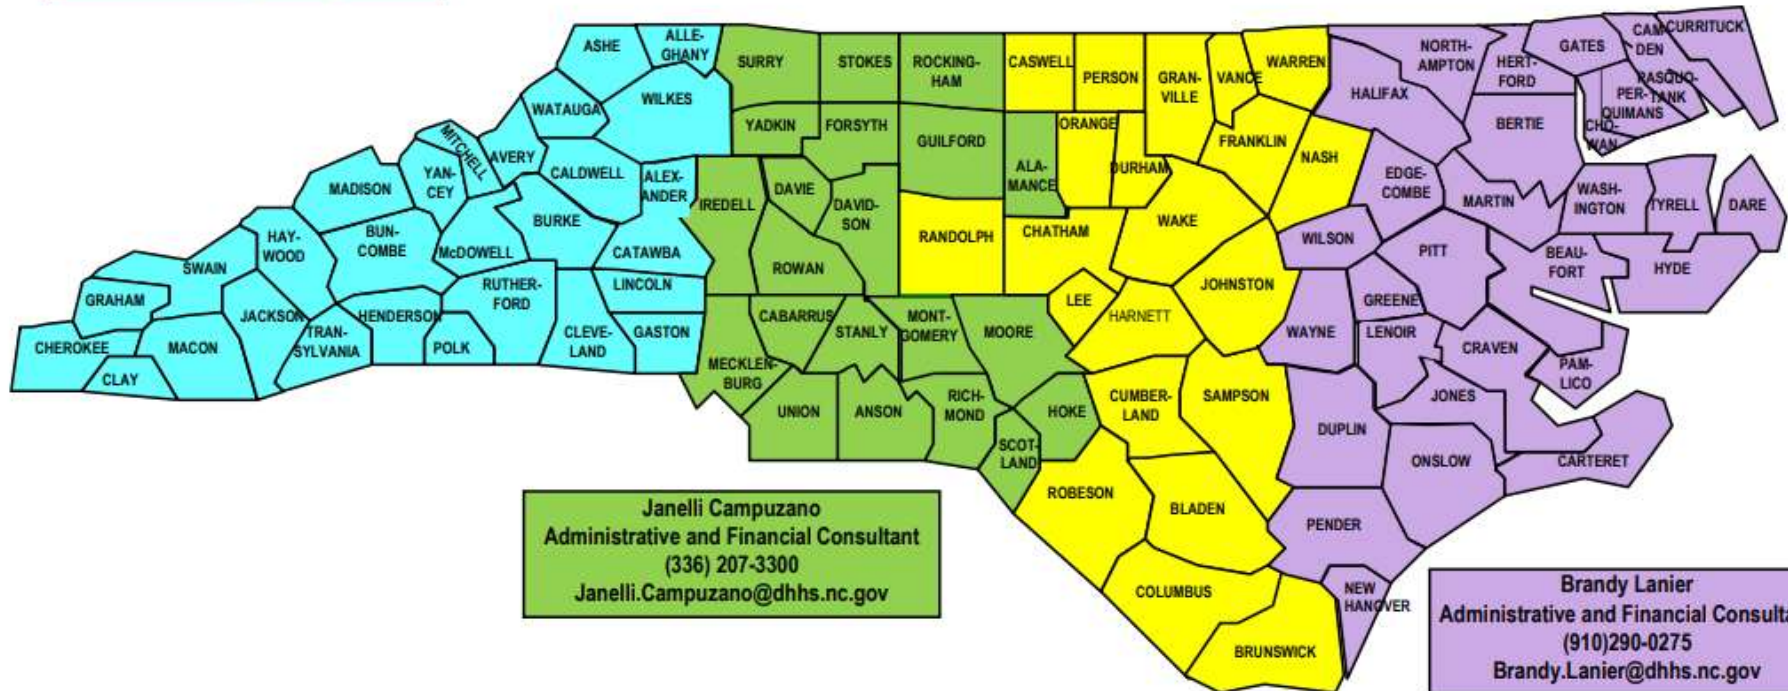 ASHE
ALLE-
GHANY
SURRY
STOKES
ROCKING-
HAM
CASWELL
PERSON
GRAN-
VILLE
VANCE
WARREN
NORTH-
AMPTON
HERT-
FORD
GATES
CAM
DEN
CURRITUCK
WATAUGA
WILKES
HALIFAX
PASQUO-
TANK
PER-
QUIMANS
CHO-
WAN
MITCHELL
AVERY
YADKIN
FORSYTH
GUILFORD
ALA-
MANCE
ORANGE
DURHAM
FRANKLIN
NASH
BERTIE
MADISON
YAN-
CEY
CALDWELL
ALEX-
ANDER
IREDELL
DAVIE
DAVID-
SON
EDGE-
COMBE
MARTIN
WASH-
INGTON
TYRELL
DARE
HAY-
WOOD
BUN-
COMBE
McDOWELL
BURKE
CATAWBA
ROWAN
RANDOLPH
CHATHAM
WAKE
WILSON
PITT
BEAU-
FORT
HYDE
SWAIN
GRAHAM
JACKSON
TRAN-
SYLVANIA
HENDERSON
RUTHER-
FORD
POLK
CLEVE-
LAND
LINCOLN
GASTON
CABARRUS
STANLY
MONT-
GOMERY
MOORE
LEE
HARNETT
JOHNSTON
GREENE
WAYNE
LENOIR
CRAVEN
PAM-
LICO
CHEROKEE
CLAY
MACON
MECKLEN-
BURG
UNION
ANSON
RICH-
MOND
HOKE
SCOT-
LAND
CUMBER-
LAND
SAMPSON
DUPLIN
JONES
ONSLOW
CARTERET
ROBESON
BLADEN
PENDER
COLUMBUS
NEW
HANOVER
BRUNSWICK
Janelli Campuzano
Administrative and Financial Consultant
(336) 207-3300
Janelli.Campuzano@dhhs.nc.gov
Brandy Lanier
Administrative and Financial Consulta
(910)290-0275
Brandy.Lanier@dhhs.nc.gov